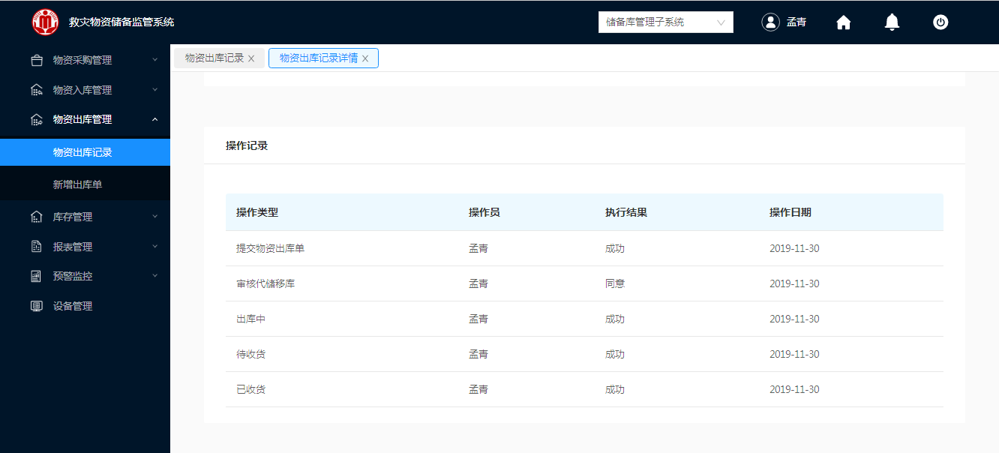 救灾物资储备监管系统
储备库管理子系统
孟青
物资采购管理
物资入库管理
物资出库管理
物资出库记录
新增出库单
库存管理
报表管理
预警监控
设备管理
物资出库记录
物资出库记录详情
操作记录
操作类型 操作员 执行结果 操作日期
提交物资出库单 孟青 成功 2019-11-30
审核代储移库 孟青 同意 2019-11-30
出库中 孟青 成功 2019-11-30
待收货 孟青 成功 2019-11-30
已收货 孟青 成功 2019-11-30